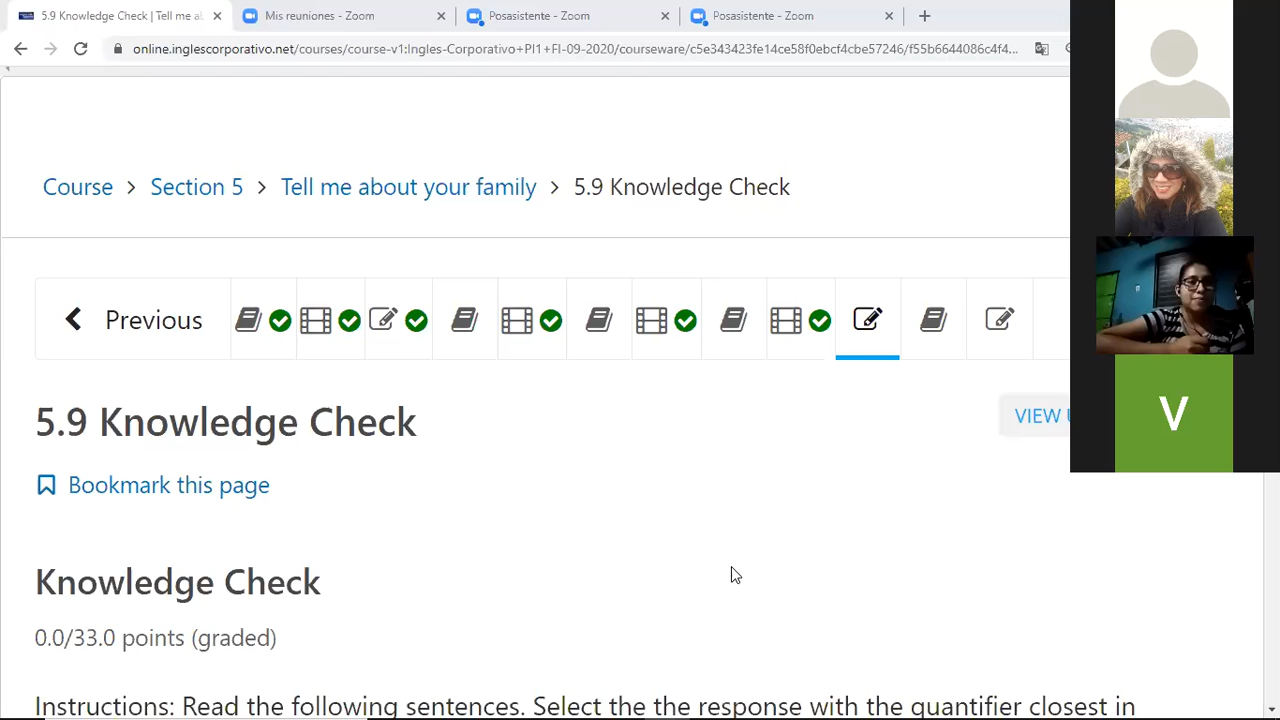 5.9 Knowledge Check | Tell me ab
Mis reuniones - Zoom
Posasistente - Zoom
Posasistente - Zoom
online.inglescorporativo.net/courses/course-v1:Ingles-Corporativo+PI1+FI-09-2020/courseware/c5e343423fe14ce58f0ebcf4cbe57246/f55b6644086c4f4...
Course > Section 5 > Tell me about your family > 5.9 Knowledge Check
Previous
5.9 Knowledge Check
VIEW
Bookmark this page
V
Knowledge Check
0.0/33.0 points (graded)
Instructions: Read the following sentences. Select the the response with the quantifier closest in